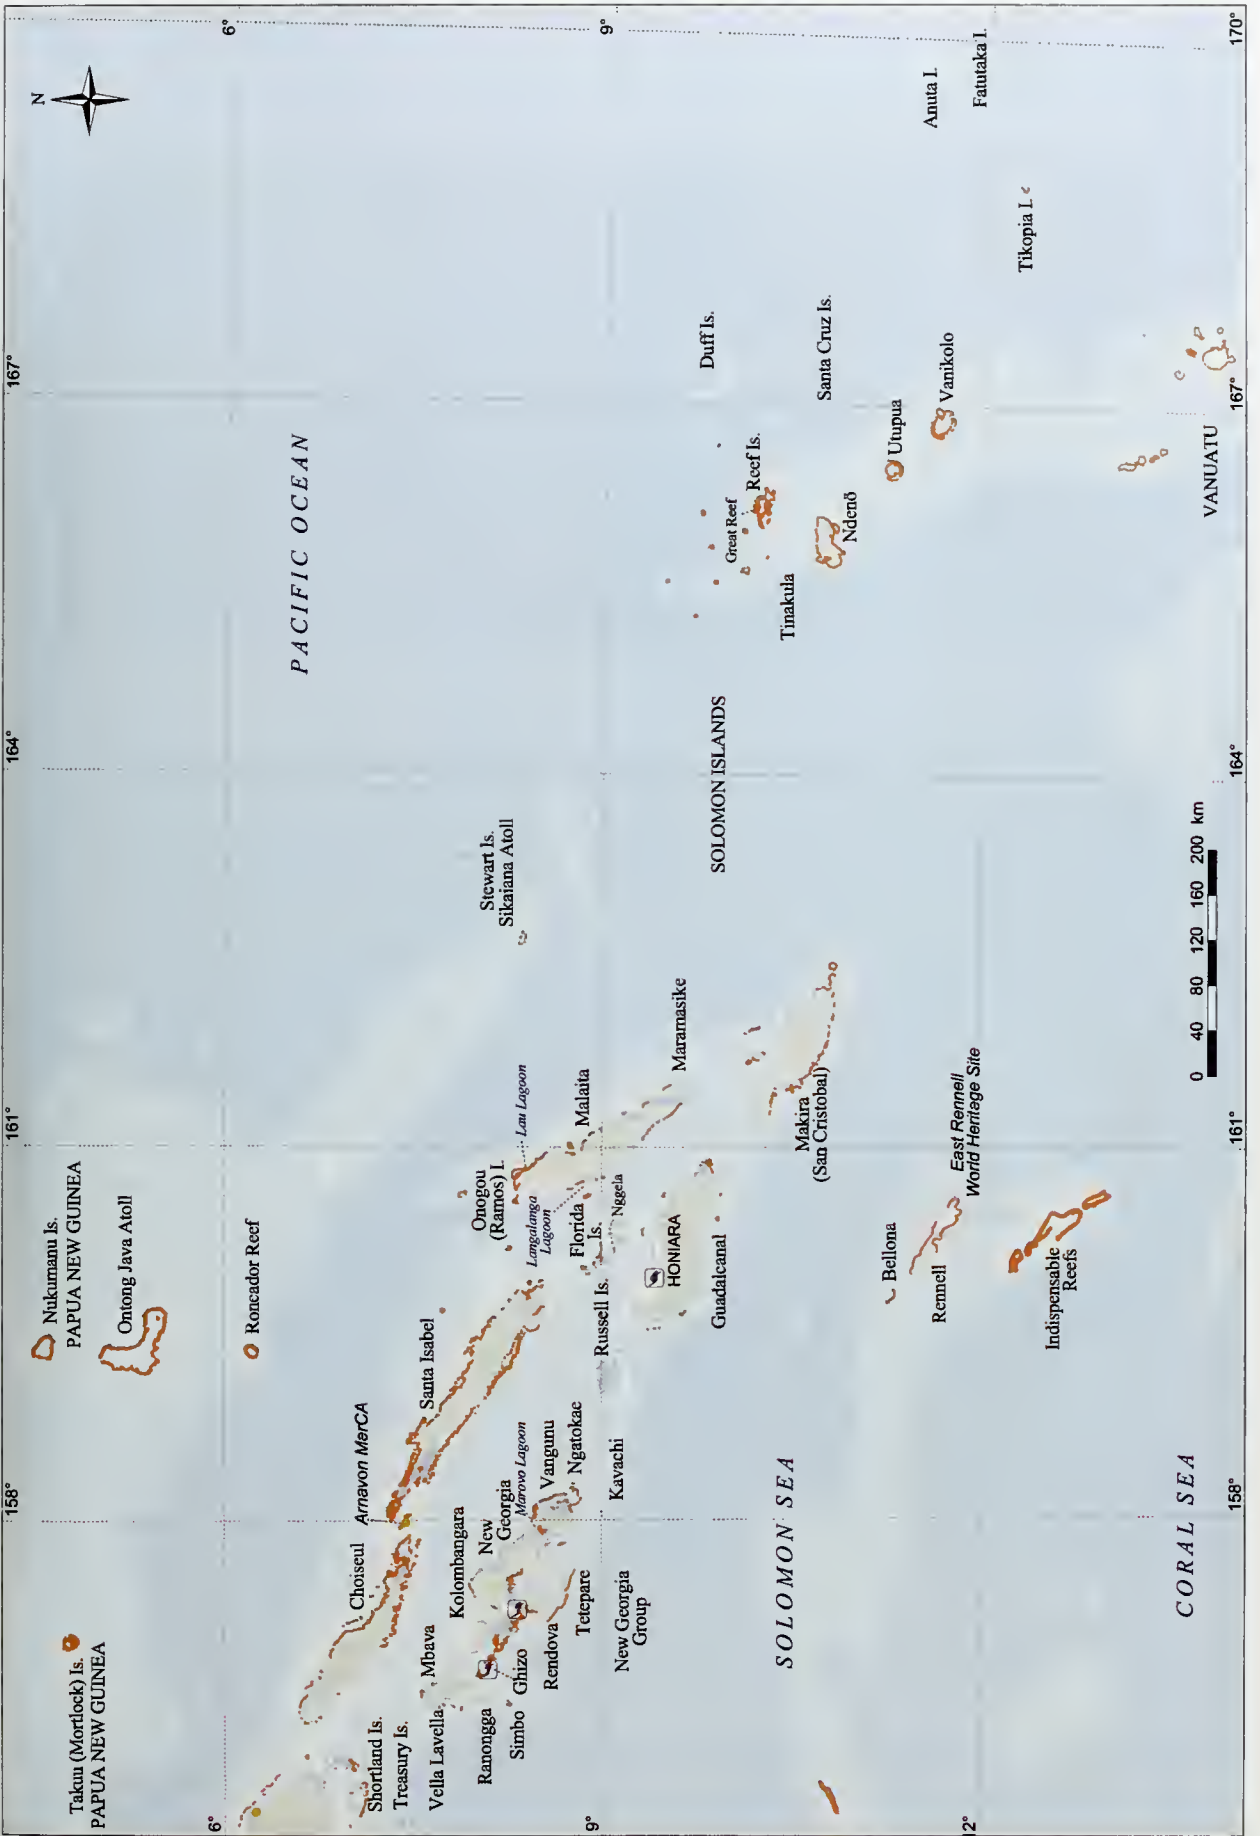 158°
161°
164°
167°
N
Takuu (Mortlock) Is.
PAPUA NEW GUINEA
Nukumanu Is.
PAPUA NEW GUINEA
Ontong Java Atoll
6°
6°
Roncador Reef
PACIFIC OCEAN
Shortland Is.
Treasury Is.
Choiseul
Arnavon MarCA
Santa Isabel
Vella Lavella
Mbava
Kolombangara
New
Georgia
Marovo Lagoon
Vangunu
Ngatokae
Ranongga
Simbo
Ghizo
Rendova
Tetepare
New Georgia
Group
Kavachi
Russell Is.
Onogou
(Ramos) I.
Lau Lagoon
Langalanga
Lagoon
Florida
Is.
Nggela
Malaita
Maramasike
Stewart Is.
Sikaiana Atoll
9°
9°
HONIARA
Guadalcanal
SOLOMON ISLANDS
Duff Is.
Great Reef
Reef Is.
Tinakula
Santa Cruz Is.
Ndenö
Utupua
Vanikolo
Anuta I.
Fatutaka I.
Tikopia I.
SOLOMON SEA
Makira
(San Cristobal)
Bellona
Rennell
East Rennell
World Heritage Site
Indispensable
Reefs
12°
CORAL SEA
VANUATU
0 40 80 120 160 200 km
158°
161°
164°
167°
170°